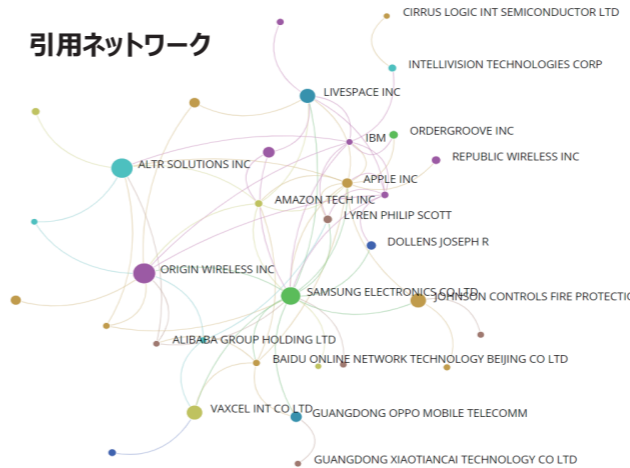 CIRRUS LOGIC INT SEMICONDUCTOR LTD
引用ネットワーク
INTELLIVISION TECHNOLOGIES CORP
LIVESPACE INC
ORDERGROOVE INC
IBM
REPUBLIC WIRELESS INC
ALTR SOLUTIONS INC
APPLE INC
AMAZON TECH INC
LYREN PHILIP SCOTT
DOLLENS JOSEPH R
ORIGIN WIRELESS INC
SAMSUNG ELECTRONICS CO LTD
JOHNSON CONTROLS FIRE PROTECTIO
ALIBABA GROUP HOLDING LTD
BAIDU ONLINE NETWORK TECHNOLOGY BEIJING CO LTD
VAXCEL INT CO LTD
GUANGDONG OPPO MOBILE TELECOMM
GUANGDONG XIAOTIANCAI TECHNOLOGY CO LTD